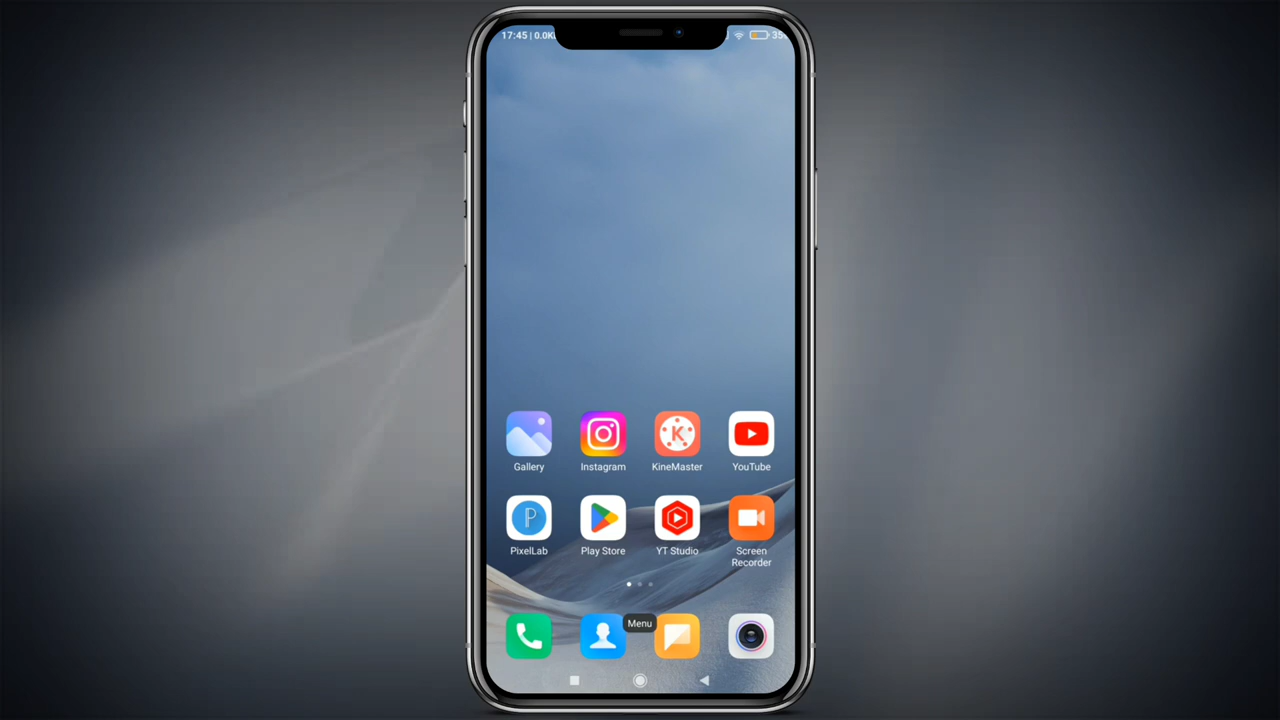 17:45 | 0.0K
35
Gallery
Instagram
KineMaster
YouTube
PixelLab
Play Store
YT Studio
Screen
Recorder
Menu